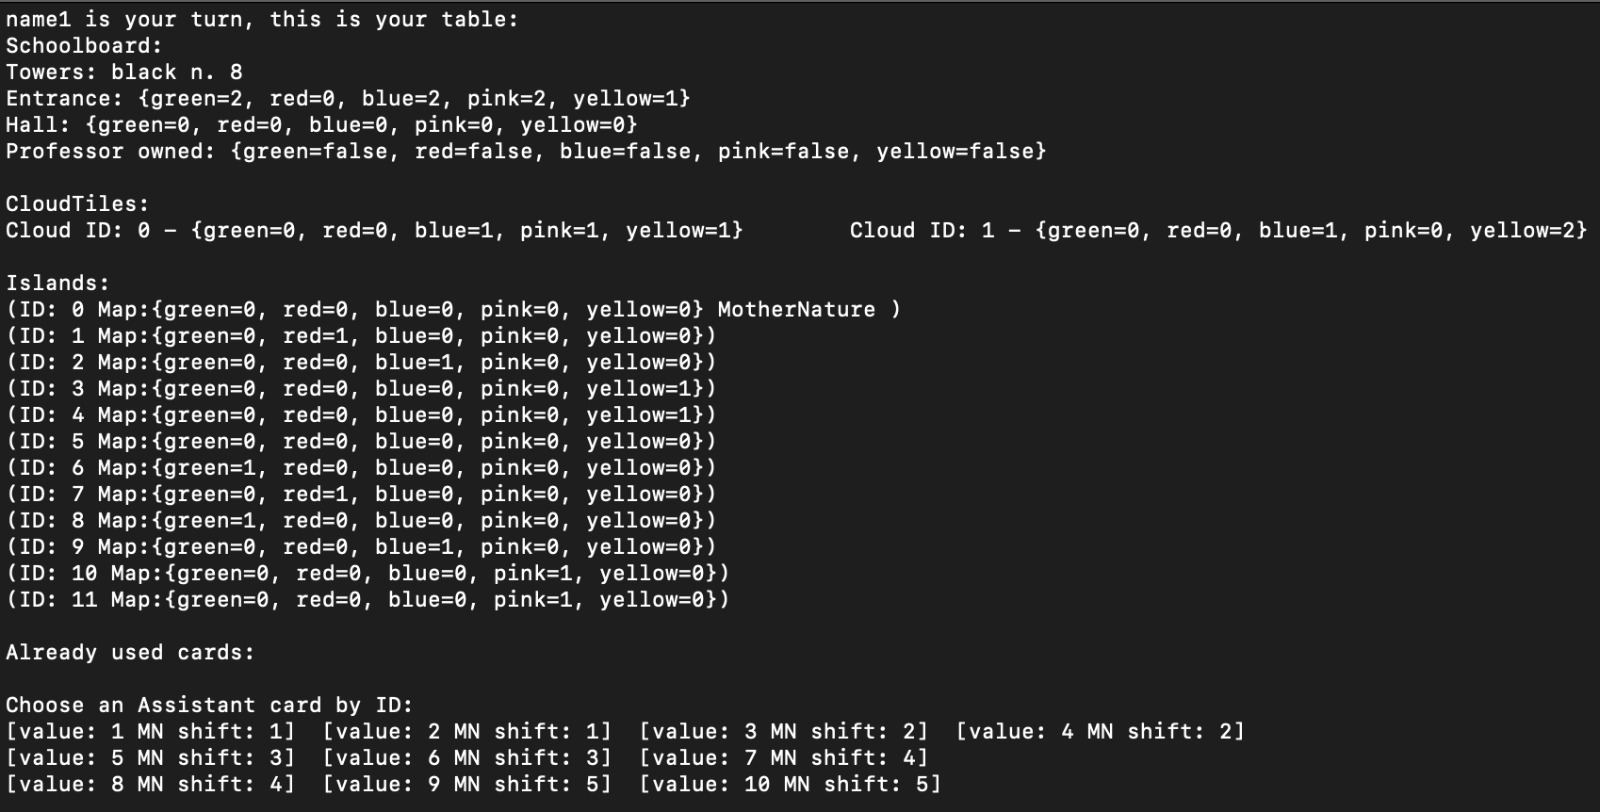 name1 is your turn, this is your table:
Schoolboard:
Towers: black n. 8
Entrance: {green=2, red=0, blue=2, pink=2, yellow=1}
Hall: {green=0, red=0, blue=0, pink=0, yellow=0}
Professor owned: {green=false, red=false, blue=false, pink=false, yellow=false}

CloudTiles:
Cloud ID: 0 – {green=0, red=0, blue=1, pink=1, yellow=1}        Cloud ID: 1 – {green=0, red=0, blue=1, pink=0, yellow=2}

Islands:
(ID: 0 Map:{green=0, red=0, blue=0, pink=0, yellow=0} MotherNature )
(ID: 1 Map:{green=0, red=1, blue=0, pink=0, yellow=0})
(ID: 2 Map:{green=0, red=0, blue=1, pink=0, yellow=0})
(ID: 3 Map:{green=0, red=0, blue=0, pink=0, yellow=1})
(ID: 4 Map:{green=0, red=0, blue=0, pink=0, yellow=1})
(ID: 5 Map:{green=0, red=0, blue=0, pink=0, yellow=0})
(ID: 6 Map:{green=1, red=0, blue=0, pink=0, yellow=0})
(ID: 7 Map:{green=0, red=1, blue=0, pink=0, yellow=0})
(ID: 8 Map:{green=1, red=0, blue=0, pink=0, yellow=0})
(ID: 9 Map:{green=0, red=0, blue=1, pink=0, yellow=0})
(ID: 10 Map:{green=0, red=0, blue=0, pink=1, yellow=0})
(ID: 11 Map:{green=0, red=0, blue=0, pink=1, yellow=0})

Already used cards:

Choose an Assistant card by ID:
[value: 1 MN shift: 1]  [value: 2 MN shift: 1]  [value: 3 MN shift: 2]  [value: 4 MN shift: 2]
[value: 5 MN shift: 3]  [value: 6 MN shift: 3]  [value: 7 MN shift: 4]
[value: 8 MN shift: 4]  [value: 9 MN shift: 5]  [value: 10 MN shift: 5]